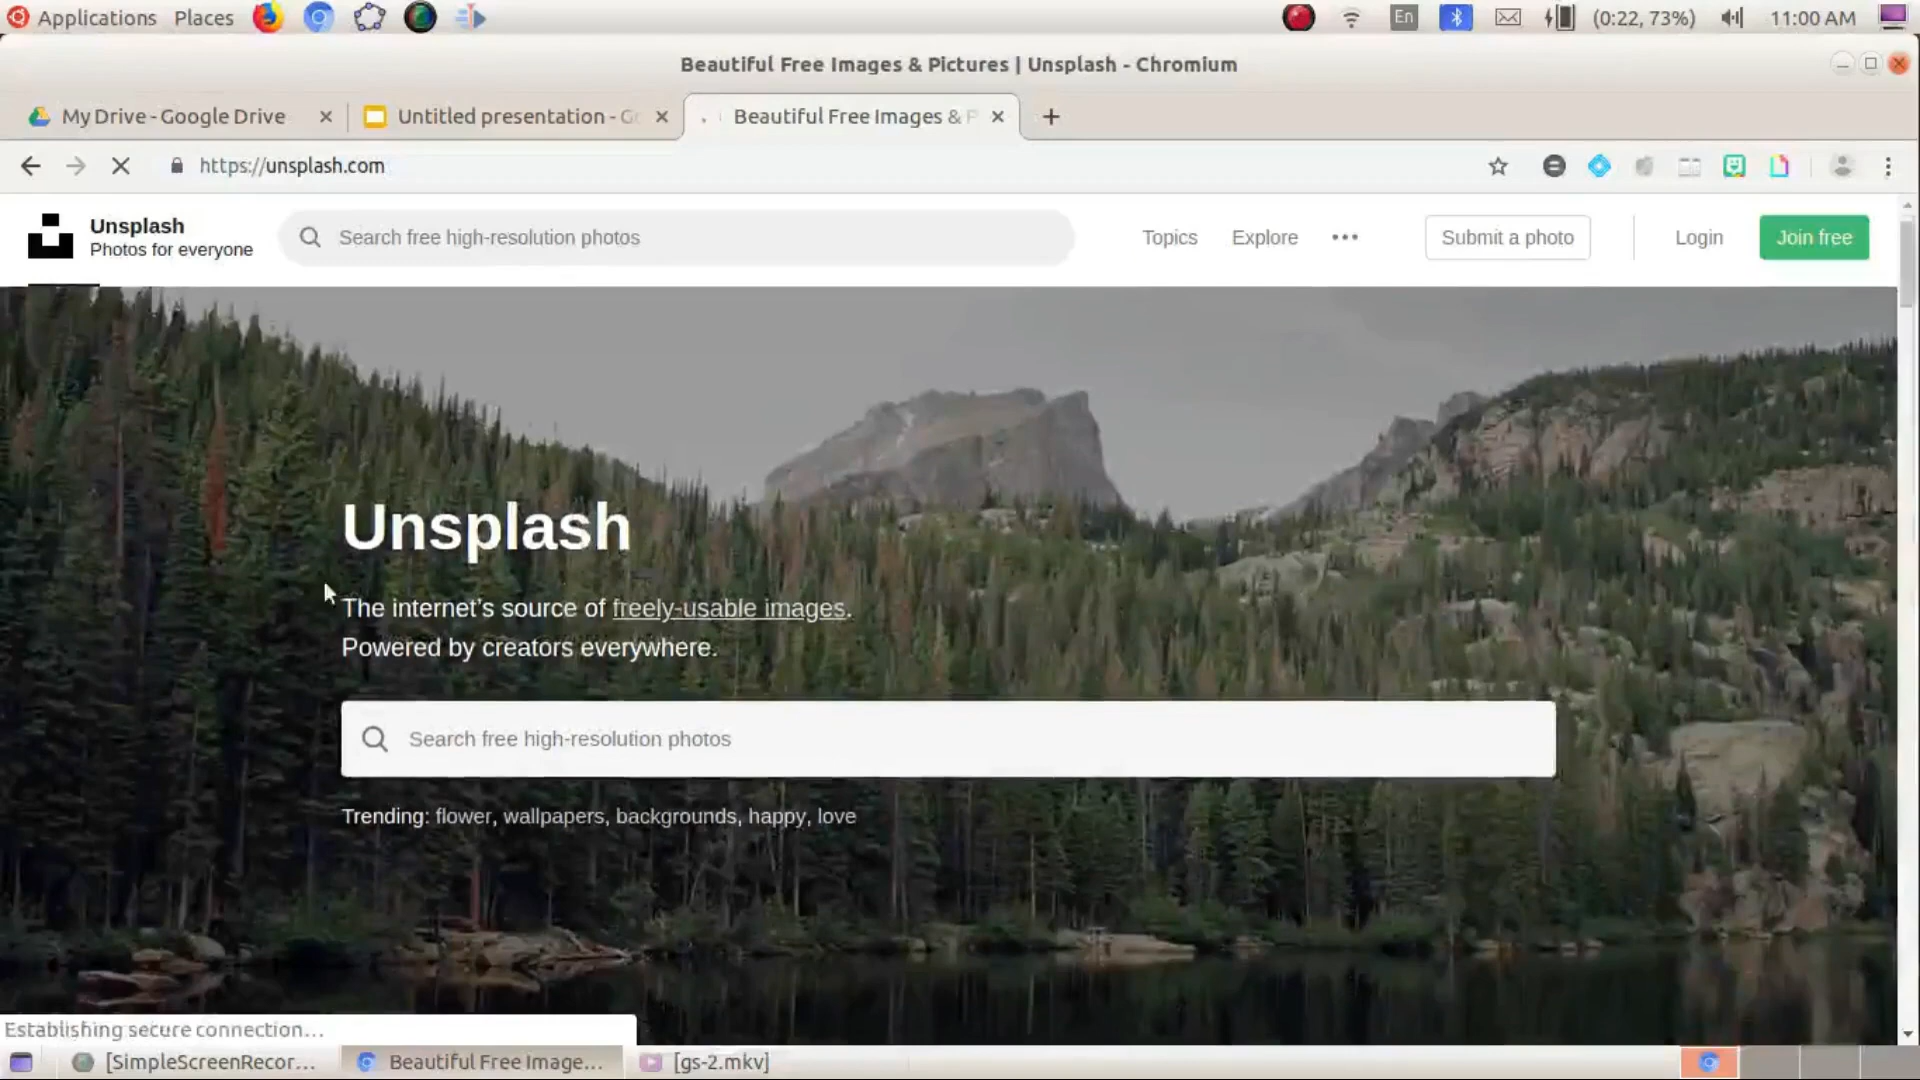 Applications Places En (0:22, 73%) 11:00 AM
Beautiful Free Images & Pictures | Unsplash - Chromium
My Drive - Google Drive Untitled presentation - G Beautiful Free Images & P
https://unsplash.com
Unsplash
Photos for everyone
Search free high-resolution photos
Topics Explore ••• Submit a photo Login Join free
Unsplash
The internet's source of freely-usable images.
Powered by creators everywhere.
Search free high-resolution photos
Trending: flower, wallpapers, backgrounds, happy, love
Establishing secure connection...
[SimpleScreenRecor... Beautiful Free Image... [gs-2.mkv]